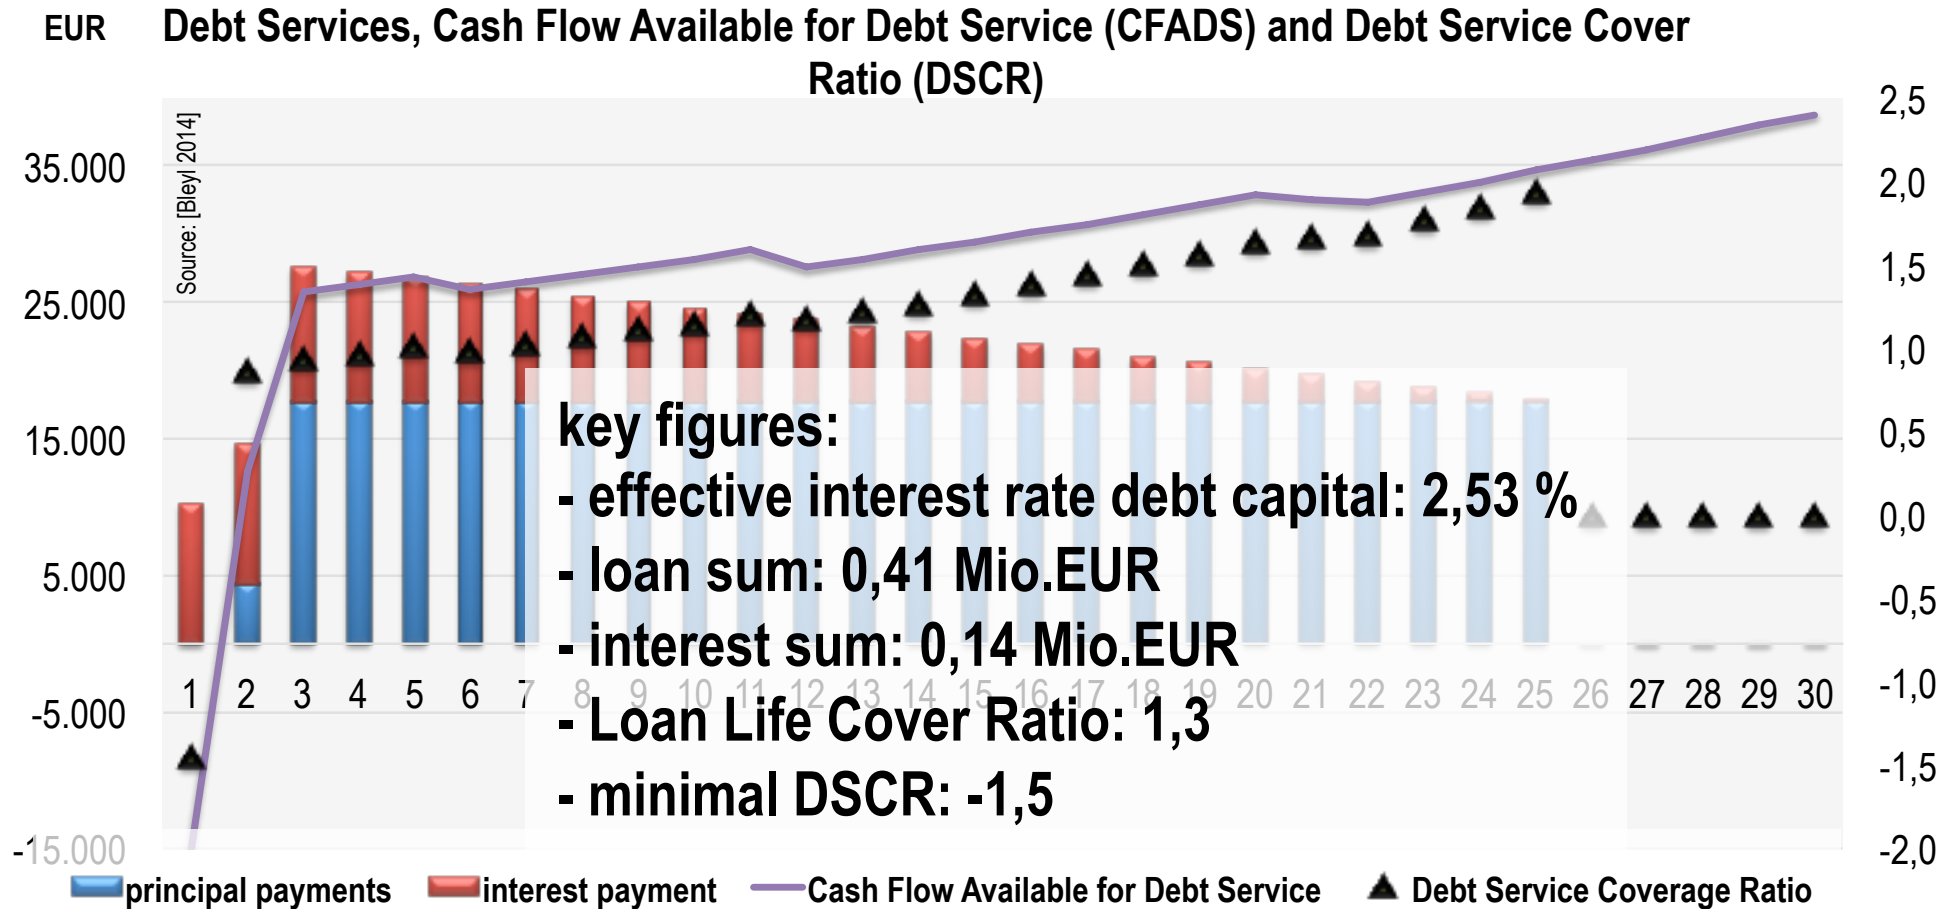 EUR
Debt Services, Cash Flow Available for Debt Service (CFADS) and Debt Service Cover
Ratio (DSCR)
Source: [Bleyl 2014]
35.000
25.000
15.000
5.000
-5.000
-15.000
2,5
2,0
1,5
1,0
0,5
0,0
-0,5
-1,0
-1,5
-2,0
key figures:
- effective interest rate debt capital: 2,53 %
- loan sum: 0,41 Mio.EUR
- interest sum: 0,14 Mio.EUR
1 2 3 4 5 6 7 8 9 10 11 12 13 14 15 16 17 18 19 20 21 22 23 24 25 26 27 28 29 30
- Loan Life Cover Ratio: 1,3
- minimal DSCR: -1,5
principal payments interest payment Cash Flow Available for Debt Service Debt Service Coverage Ratio